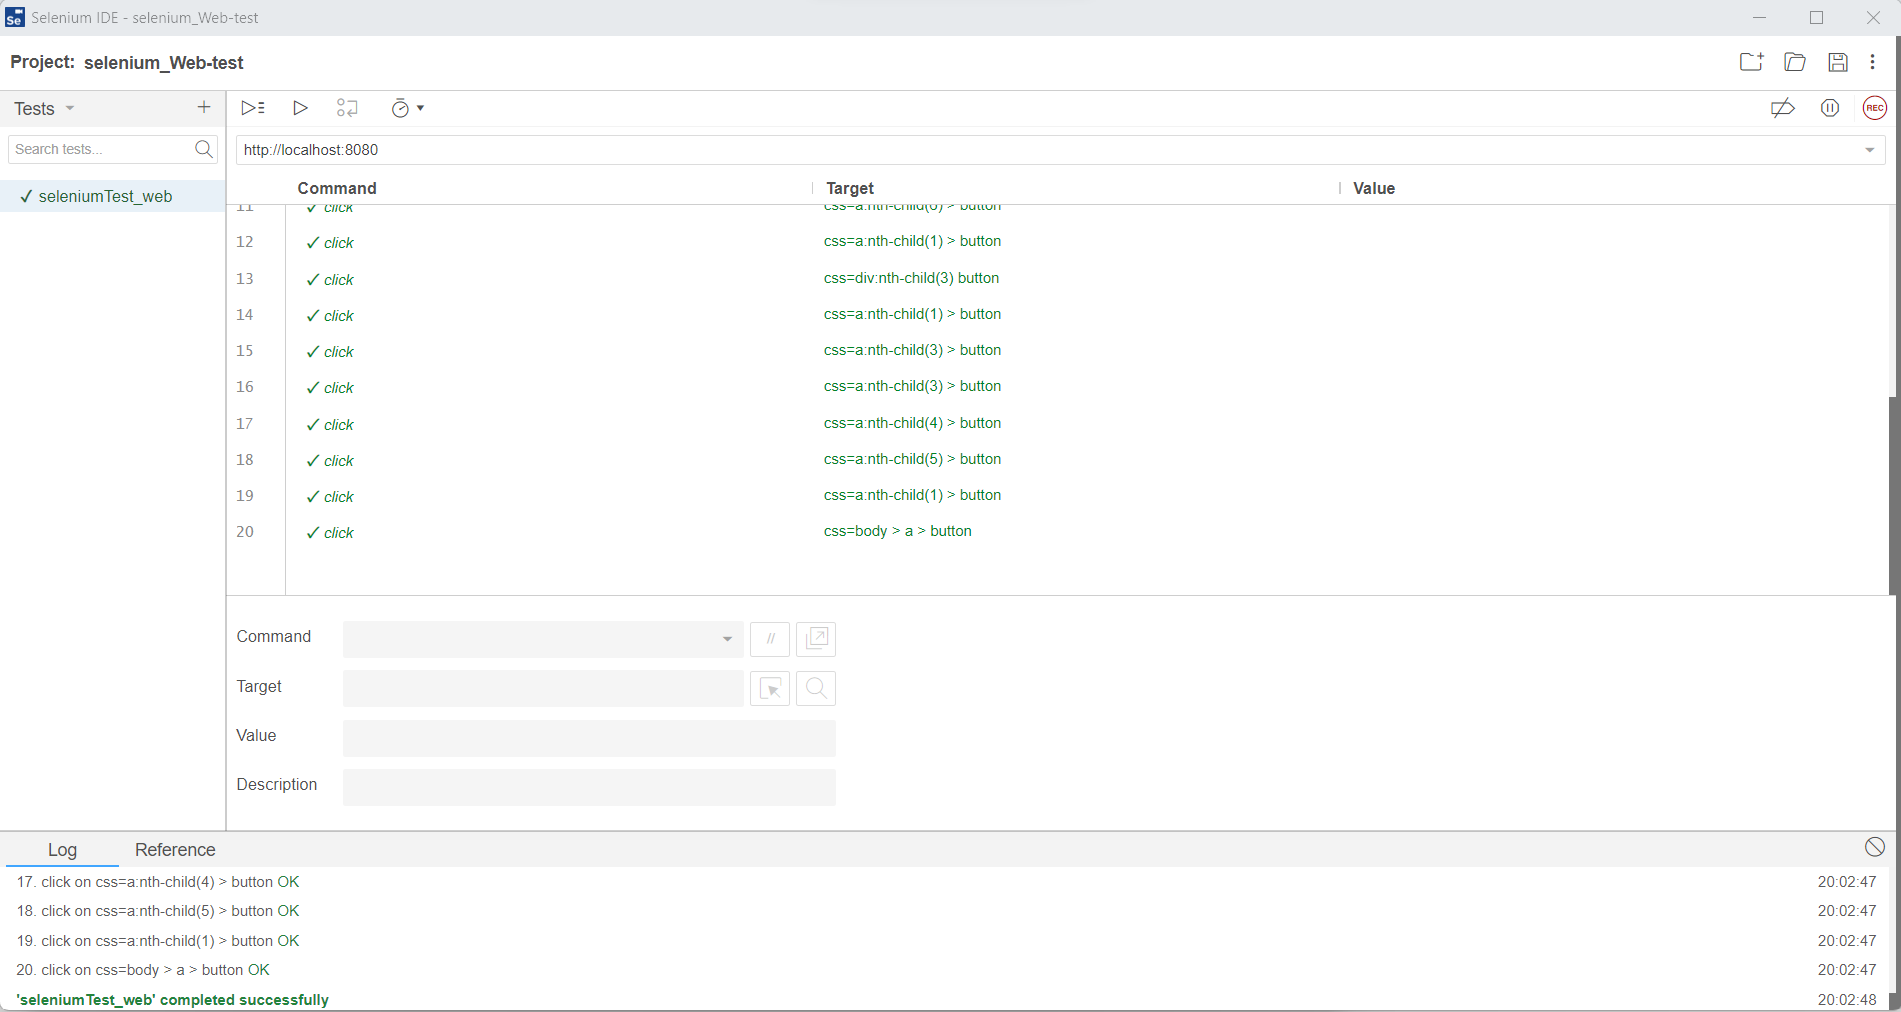 Selenium IDE - selenium_Web-test
Project: selenium_Web-test
Tests
REC
Search tests...
http://localhost:8080
Command Target Value
✓ seleniumTest_web
11 ✓ click css=a:nth-child(6) > button
12 ✓ click css=a:nth-child(1) > button
13 ✓ click css=div:nth-child(3) button
14 ✓ click css=a:nth-child(1) > button
15 ✓ click css=a:nth-child(3) > button
16 ✓ click css=a:nth-child(3) > button
17 ✓ click css=a:nth-child(4) > button
18 ✓ click css=a:nth-child(5) > button
19 ✓ click css=a:nth-child(1) > button
20 ✓ click css=body > a > button
Command //
Target
Value
Description
Log Reference
17. click on css=a:nth-child(4) > button OK 20:02:47
18. click on css=a:nth-child(5) > button OK 20:02:47
19. click on css=a:nth-child(1) > button OK 20:02:47
20. click on css=body > a > button OK 20:02:47
'seleniumTest_web' completed successfully 20:02:48